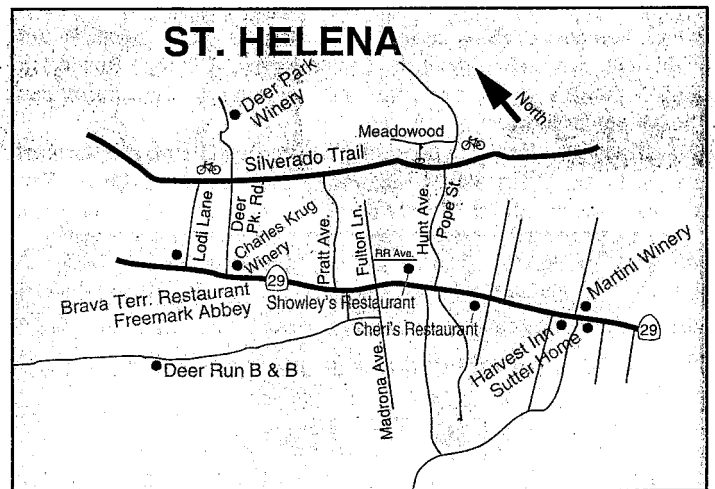 ST. HELENA
Deer Park
Winery
North
Meadowood
Silverado Trail
Lodi Lane
Deer
Pk. Rd.
Charles Krug
Winery
Pratt Ave.
Fulton Ln.
RR Ave.
Hunt Ave.
Pope St.
Martini Winery
29
Brava Terr. Restaurant
Freemark Abbey
Showley's Restaurant
Cheri's Restaurant
Harvest Inn
Sutter Home
29
Madrona Ave.
Deer Run B & B